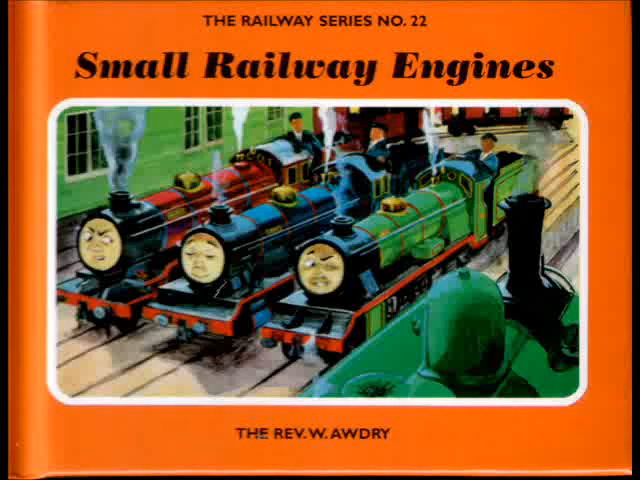 THE RAILWAY SERIES NO. 22
Small Railway Engines
THE REV. W. AWDRY